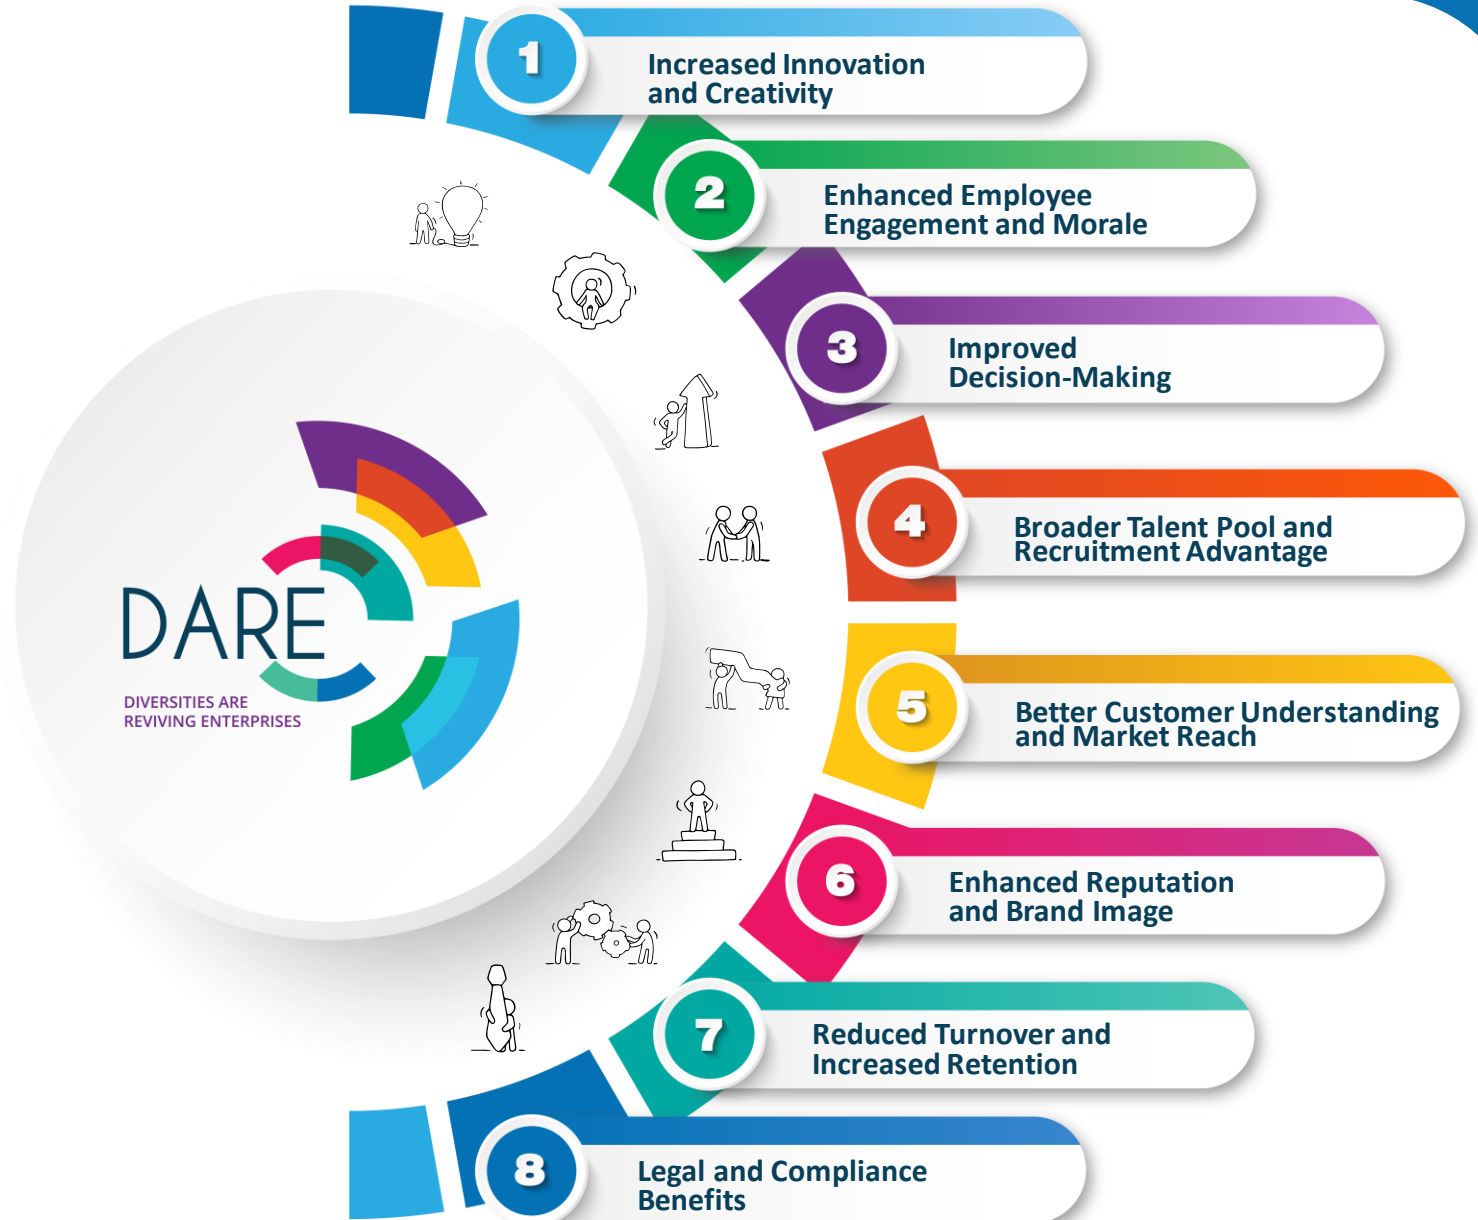 1
Increased Innovation
and Creativity
2
Enhanced Employee
Engagement and Morale
3
Improved
Decision-Making
4
Broader Talent Pool and
Recruitment Advantage
DARE
DIVERSITIES ARE
REVIVING ENTERPRISES
5
Better Customer Understanding
and Market Reach
6
Enhanced Reputation
and Brand Image
7
Reduced Turnover and
Increased Retention
8
Legal and Compliance
Benefits